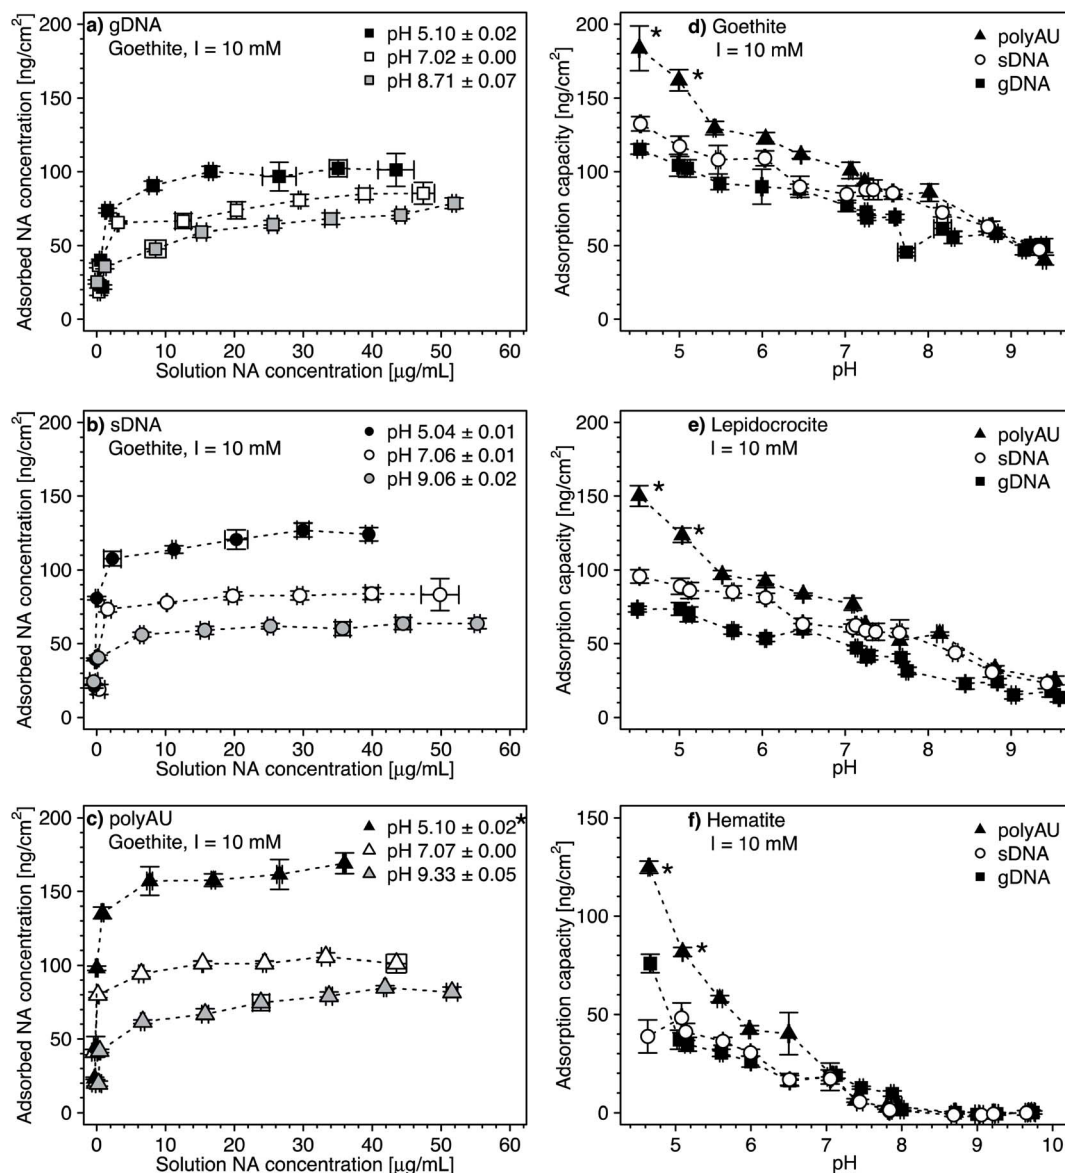 a) gDNA
Goethite, I = 10 mM
pH 5.10 ± 0.02
pH 7.02 ± 0.00
pH 8.71 ± 0.07
Adsorbed NA concentration [ng/cm²]
200
150
100
50
0
0 10 20 30 40 50 60
Solution NA concentration [µg/mL]
d) Goethite
I = 10 mM
polyAU
sDNA
gDNA
* *
Adsorption capacity [ng/cm²]
200
150
100
50
0
5 6 7 8 9
pH
b) sDNA
Goethite, I = 10 mM
pH 5.04 ± 0.01
pH 7.06 ± 0.01
pH 9.06 ± 0.02
Adsorbed NA concentration [ng/cm²]
200
150
100
50
0
0 10 20 30 40 50 60
Solution NA concentration [µg/mL]
e) Lepidocrocite
I = 10 mM
polyAU
sDNA
gDNA
* *
Adsorption capacity [ng/cm²]
200
150
100
50
0
5 6 7 8 9
pH
c) polyAU
Goethite, I = 10 mM
pH 5.10 ± 0.02*
pH 7.07 ± 0.00
pH 9.33 ± 0.05
Adsorbed NA concentration [ng/cm²]
200
150
100
50
0
0 10 20 30 40 50 60
Solution NA concentration [µg/mL]
f) Hematite
I = 10 mM
polyAU
sDNA
gDNA
* *
Adsorption capacity [ng/cm²]
150
100
50
0
5 6 7 8 9 10
pH